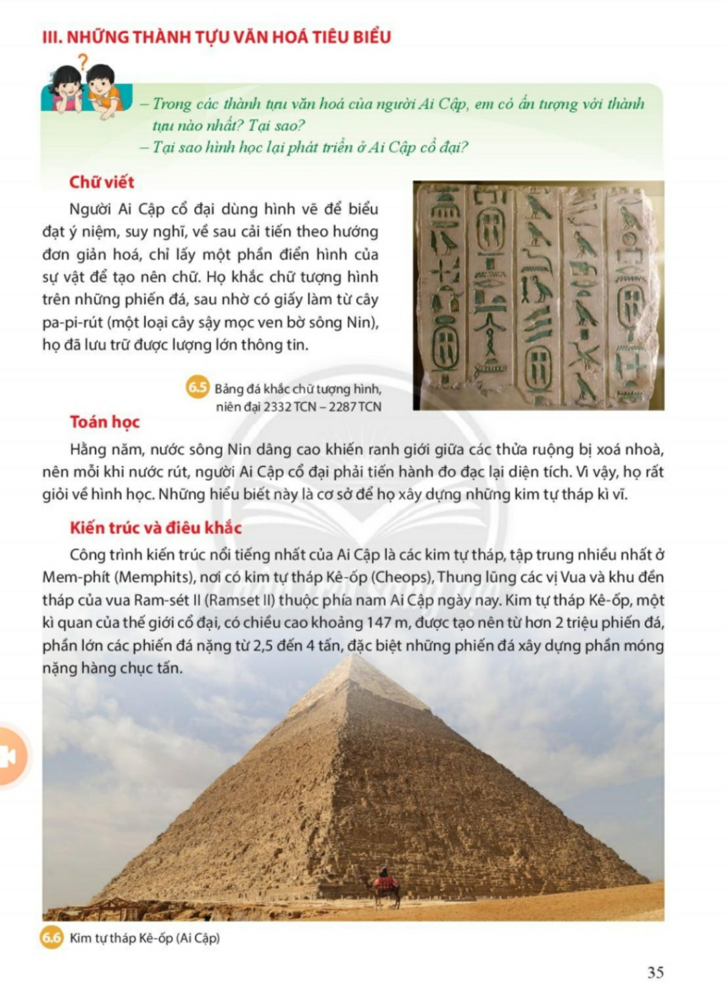 III. NHỮNG THÀNH TỰU VĂN HOÁ TIÊU BIỂU
?
– Trong các thành tựu văn hoá của người Ai Cập, em có ấn tượng với thành
tựu nào nhất? Tại sao?
– Tại sao hình học lại phát triển ở Ai Cập cổ đại?
Chữ viết
Người Ai Cập cổ đại dùng hình vẽ để biểu
đạt ý niệm, suy nghĩ, về sau cải tiến theo hướng
đơn giản hoá, chỉ lấy một phần điển hình của
sự vật để tạo nên chữ. Họ khắc chữ tượng hình
trên những phiến đá, sau nhờ có giấy làm từ cây
pa-pi-rút (một loại cây sậy mọc ven bờ sông Nin),
họ đã lưu trữ được lượng lớn thông tin.
6.5 Bảng đá khắc chữ tượng hình,
niên đại 2332 TCN – 2287 TCN
Toán học
Hằng năm, nước sông Nin dâng cao khiến ranh giới giữa các thửa ruộng bị xoá nhoà,
nên mỗi khi nước rút, người Ai Cập cổ đại phải tiến hành đo đạc lại diện tích. Vì vậy, họ rất
giỏi về hình học. Những hiểu biết này là cơ sở để họ xây dựng những kim tự tháp kì vĩ.
Kiến trúc và điêu khắc
Công trình kiến trúc nổi tiếng nhất của Ai Cập là các kim tự tháp, tập trung nhiều nhất ở
Mem-phít (Memphits), nơi có kim tự tháp Kê-ốp (Cheops), Thung lũng các vị Vua và khu đền
tháp của vua Ram-sét II (Ramset II) thuộc phía nam Ai Cập ngày nay. Kim tự tháp Kê-ốp, một
kì quan của thế giới cổ đại, có chiều cao khoảng 147 m, được tạo nên từ hơn 2 triệu phiến đá,
phần lớn các phiến đá nặng từ 2,5 đến 4 tấn, đặc biệt những phiến đá xây dựng phần móng
nặng hàng chục tấn.
6.6 Kim tự tháp Kê-ốp (Ai Cập)
35